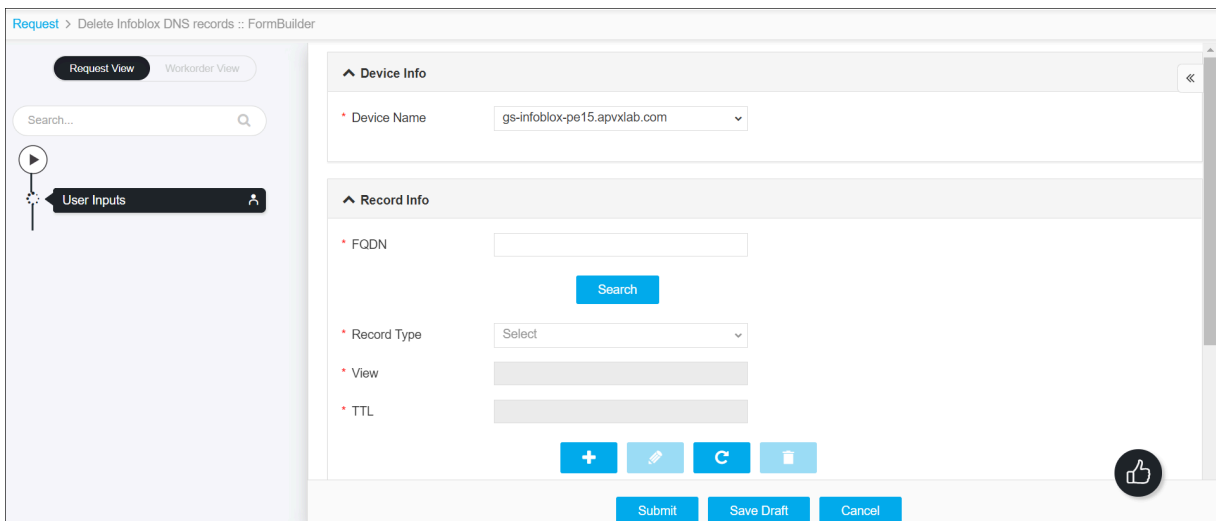 Request > Delete Infoblox DNS records :: FormBuilder
Request View Workorder View
Search...
User Inputs
Device Info
* Device Name gs-infoblox-pe15.apvxlab.com
Record Info
* FQDN
Search
* Record Type Select
* View
* TTL
Submit Save Draft Cancel